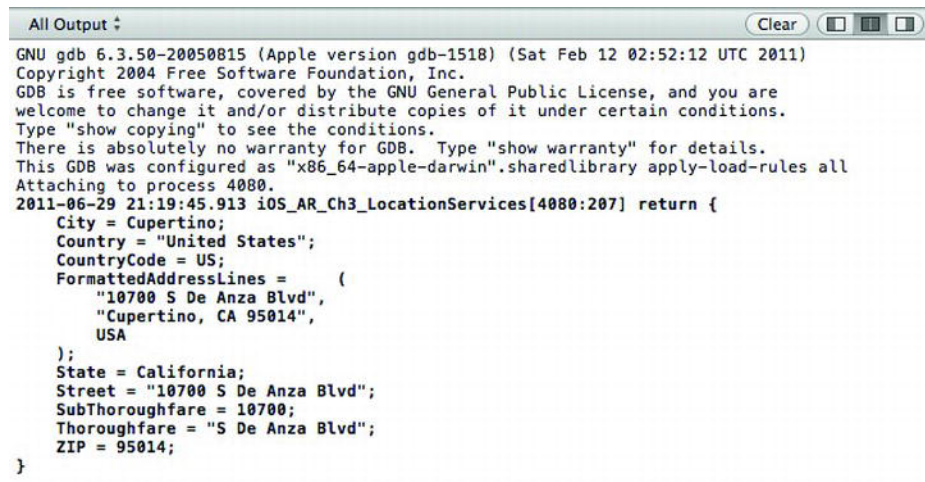 All Output
Clear
GNU gdb 6.3.50-20050815 (Apple version gdb-1518) (Sat Feb 12 02:52:12 UTC 2011)
Copyright 2004 Free Software Foundation, Inc.
GDB is free software, covered by the GNU General Public License, and you are
welcome to change it and/or distribute copies of it under certain conditions.
Type "show copying" to see the conditions.
There is absolutely no warranty for GDB.  Type "show warranty" for details.
This GDB was configured as "x86_64-apple-darwin".sharedlibrary apply-load-rules all
Attaching to process 4080.
2011-06-29 21:19:45.913 iOS_AR_Ch3_LocationServices[4080:207] return {
    City = Cupertino;
    Country = "United States";
    CountryCode = US;
    FormattedAddressLines =     (
        "10700 S De Anza Blvd",
        "Cupertino, CA 95014",
        USA
    );
    State = California;
    Street = "10700 S De Anza Blvd";
    SubThoroughfare = 10700;
    Thoroughfare = "S De Anza Blvd";
    ZIP = 95014;
}